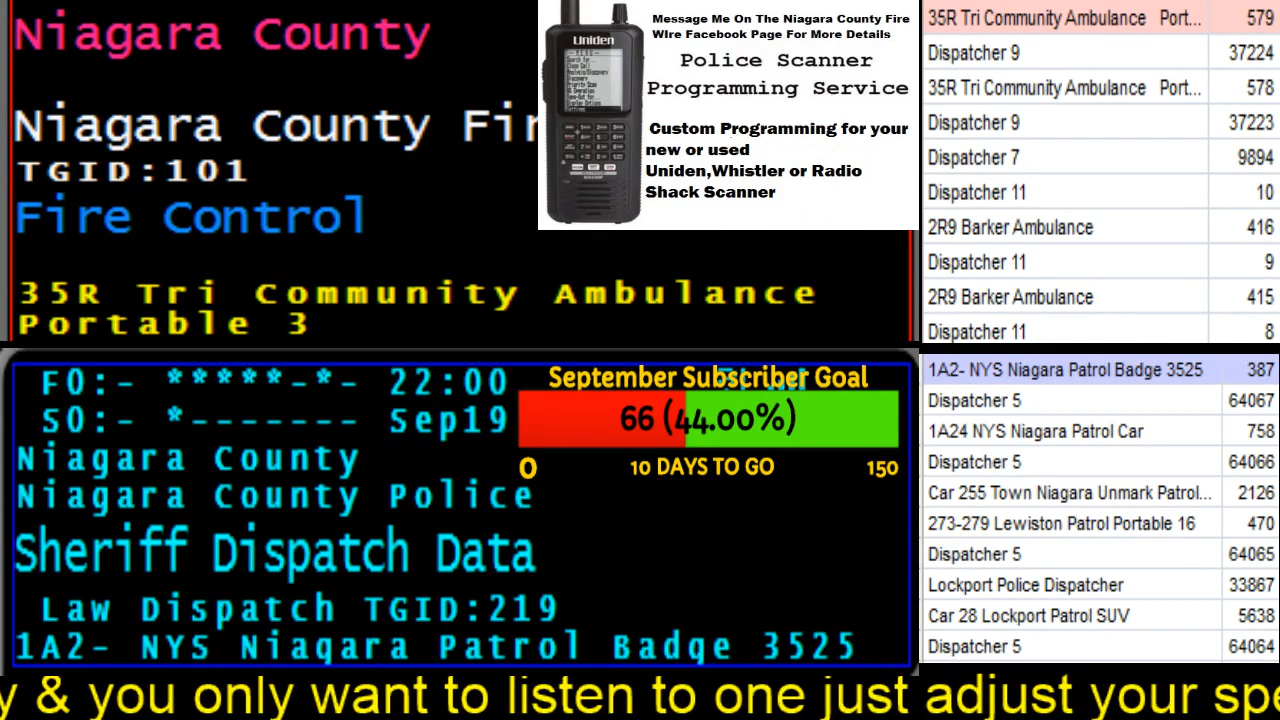 Niagara County
Niagara County Fir
TGID:101
Fire Control
35R Tri Community Ambulance
Portable 3
Uniden
Message Me On The Niagara County Fire
WIre Facebook Page For More Details
Police Scanner
Programming Service
Custom Programming for your
new or used
Uniden,Whistler or Radio
Shack Scanner
35R Tri Community Ambulance Port... 579
Dispatcher 9 37224
35R Tri Community Ambulance Port... 578
Dispatcher 9 37223
Dispatcher 7 9894
Dispatcher 11 10
2R9 Barker Ambulance 416
Dispatcher 11 9
2R9 Barker Ambulance 415
Dispatcher 11 8
F0:- *****-*- 22:00
S0:- *------- Sep19
Niagara County
Niagara County Police
Sheriff Dispatch Data
Law Dispatch TGID:219
1A2- NYS Niagara Patrol Badge 3525
September Subscriber Goal
66 (44.00%)
0 10 DAYS TO GO 150
1A2- NYS Niagara Patrol Badge 3525 387
Dispatcher 5 64067
1A24 NYS Niagara Patrol Car 758
Dispatcher 5 64066
Car 255 Town Niagara Unmark Patrol... 2126
273-279 Lewiston Patrol Portable 16 470
Dispatcher 5 64065
Lockport Police Dispatcher 33867
Car 28 Lockport Patrol SUV 5638
Dispatcher 5 64064
y & you only want to listen to one just adjust your spe